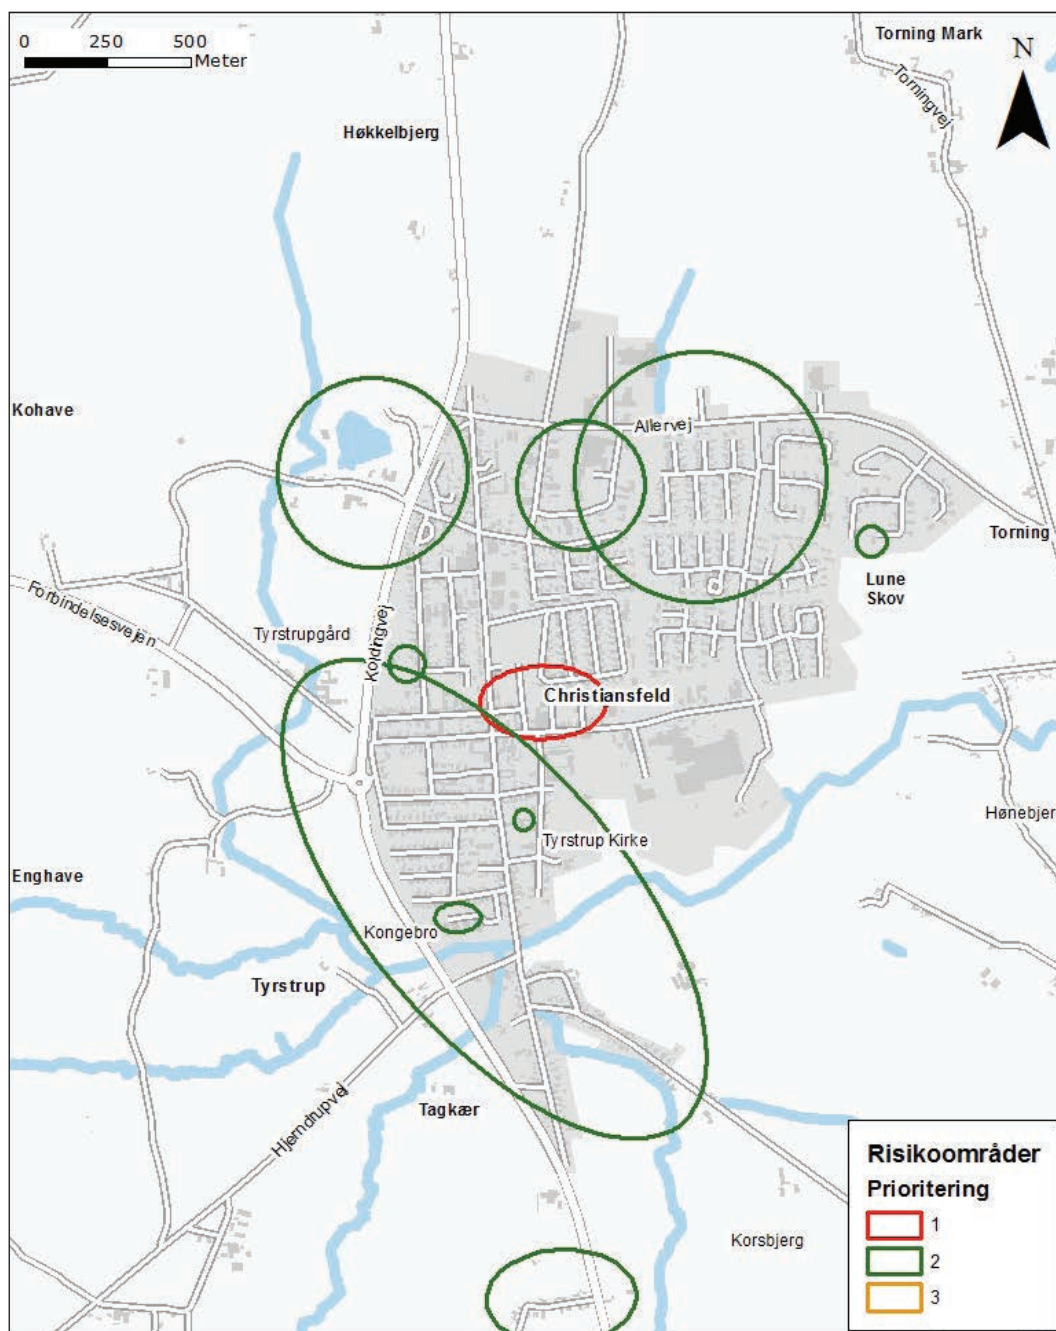 0 250 500
Meter
Torning Mark
N
Torningvej
Høkkelbjerg
Kohave
Allervej
Torning
Lune
Skov
Forbindelsesvejen
Tyrstrupgård
Koldingvej
Christiansfeld
Hønebjer
Tyrstrup Kirke
Enghave
Kongebro
Tyrstrup
Tagkær
Hjerndrupvej
Korsbjerg
Risikoområder
Prioritering
1
2
3